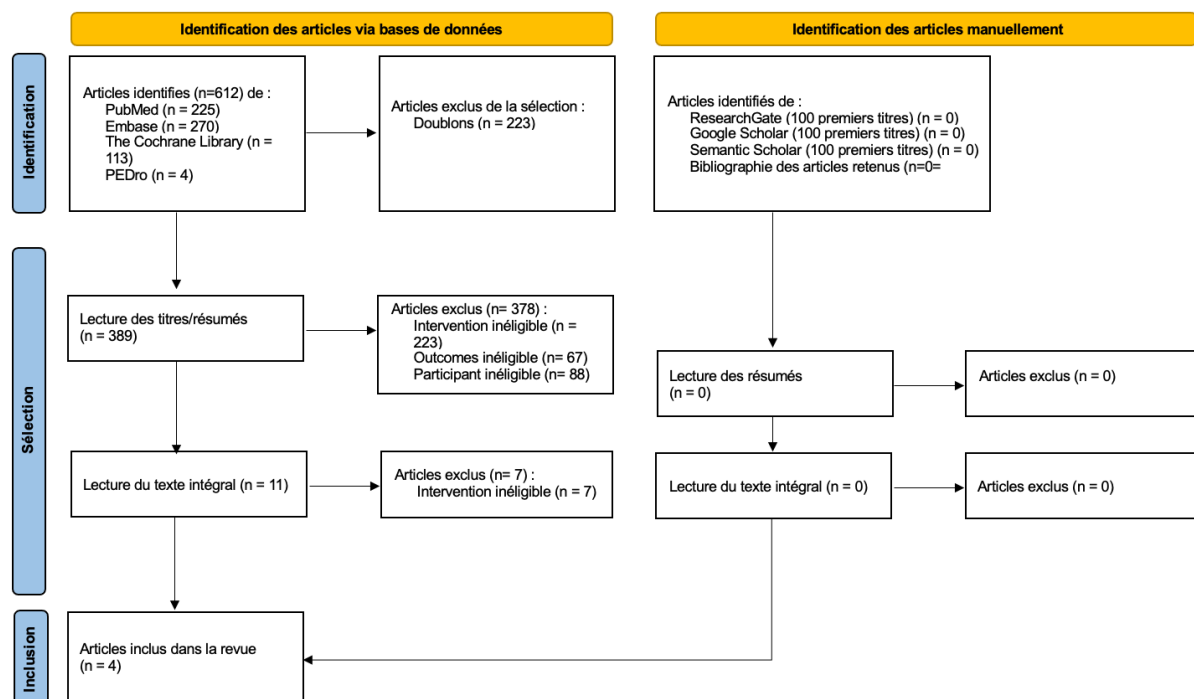 Identification des articles via bases de données
Identification des articles manuellement
Identification
Articles identifies (n=612) de :
PubMed (n = 225)
Embase (n = 270)
The Cochrane Library (n =
113)
PEDro (n = 4)
Articles exclus de la sélection :
Doublons (n = 223)
Articles identifiés de :
ResearchGate (100 premiers titres) (n = 0)
Google Scholar (100 premiers titres) (n = 0)
Semantic Scholar (100 premiers titres) (n = 0)
Bibliographie des articles retenus (n=0=
Sélection
Lecture des titres/résumés
(n = 389)
Articles exclus (n= 378) :
Intervention inéligible (n =
223)
Outcomes inéligible (n= 67)
Participant inéligible (n= 88)
Lecture des résumés
(n = 0)
Articles exclus (n = 0)
Lecture du texte intégral (n = 11)
Articles exclus (n= 7) :
Intervention inéligible (n = 7)
Lecture du texte intégral (n = 0)
Articles exclus (n = 0)
Inclusion
Articles inclus dans la revue
(n = 4)